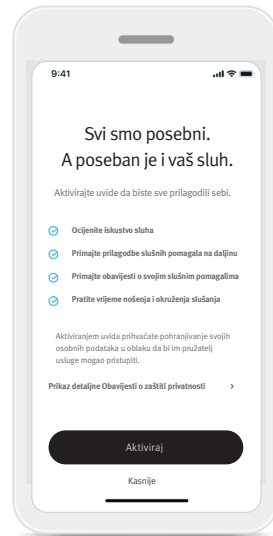 9:41
Svi smo posebni.
A poseban je i vaš sluh.
Aktivirajte uvide da biste sve prilagodili sebi.
Ocijenite iskustvo sluha
Primajte prilagodbe slušnih pomagala na daljinu
Primajte obavijesti o svojim slušnim pomagalima
Pratite vrijeme nošenja i okruženja slušanja
Aktiviranjem uvida prihvaćate pohranjivanje svojih
osobnih podataka u oblaku da bi im pružatelj
usluge mogao pristupiti.
Prikaz detaljne Obavijesti o zaštiti privatnosti
Aktiviraj
Kasnije